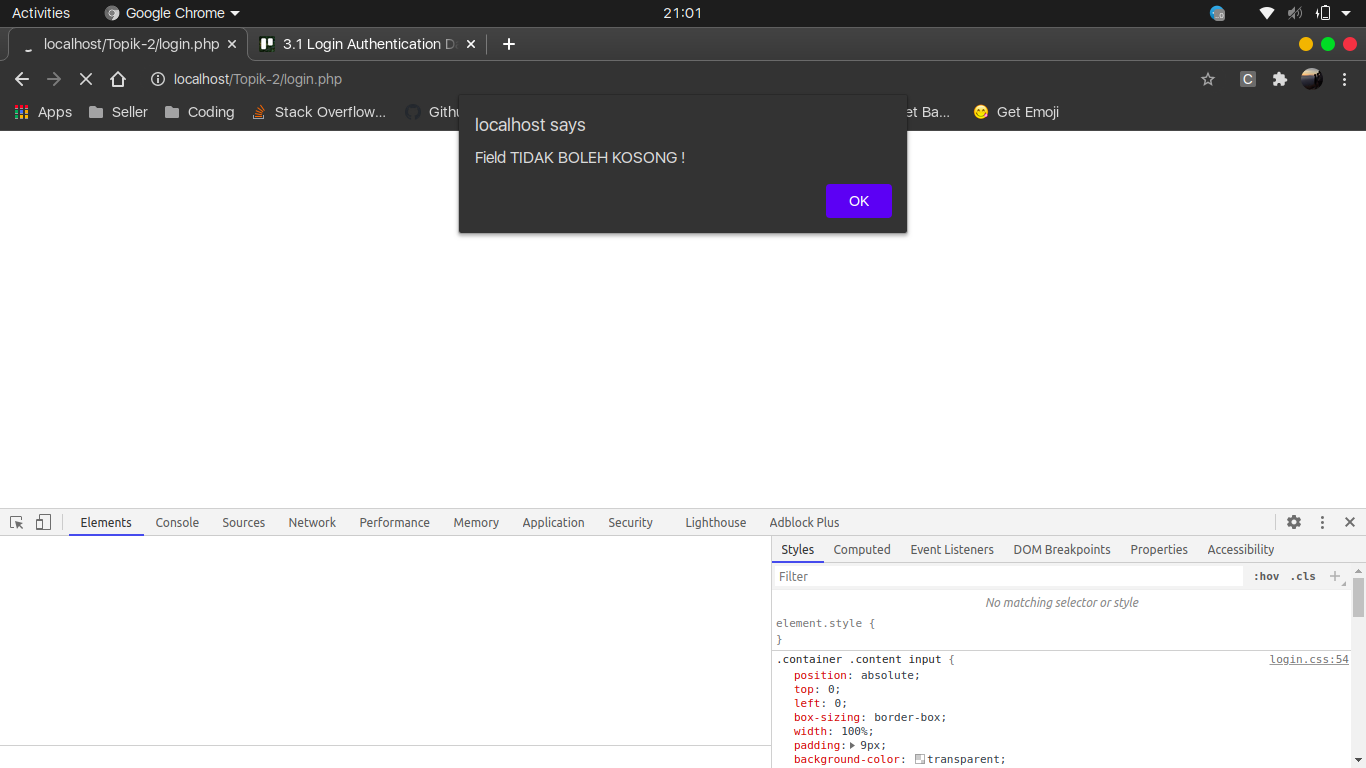 Activities Google Chrome 21:01
localhost/Topik-2/login.php 3.1 Login Authentication D
localhost/Topik-2/login.php
Apps Seller Coding Stack Overflow... Githu et Ba... Get Emoji
localhost says
Field TIDAK BOLEH KOSONG !
OK
Elements Console Sources Network Performance Memory Application Security Lighthouse Adblock Plus
Styles Computed Event Listeners DOM Breakpoints Properties Accessibility
Filter :hov .cls
No matching selector or style
element.style {
}
.container .content input { login.css:54
position: absolute;
top: 0;
left: 0;
box-sizing: border-box;
width: 100%;
padding: 9px;
background-color: transparent;